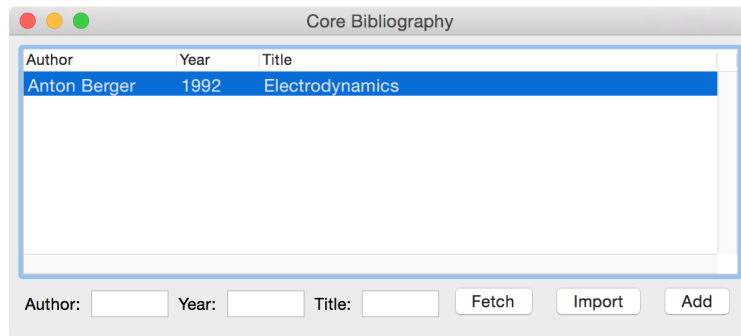 Core Bibliography
Author Year Title
Anton Berger 1992 Electrodynamics
Author: Year: Title: Fetch Import Add